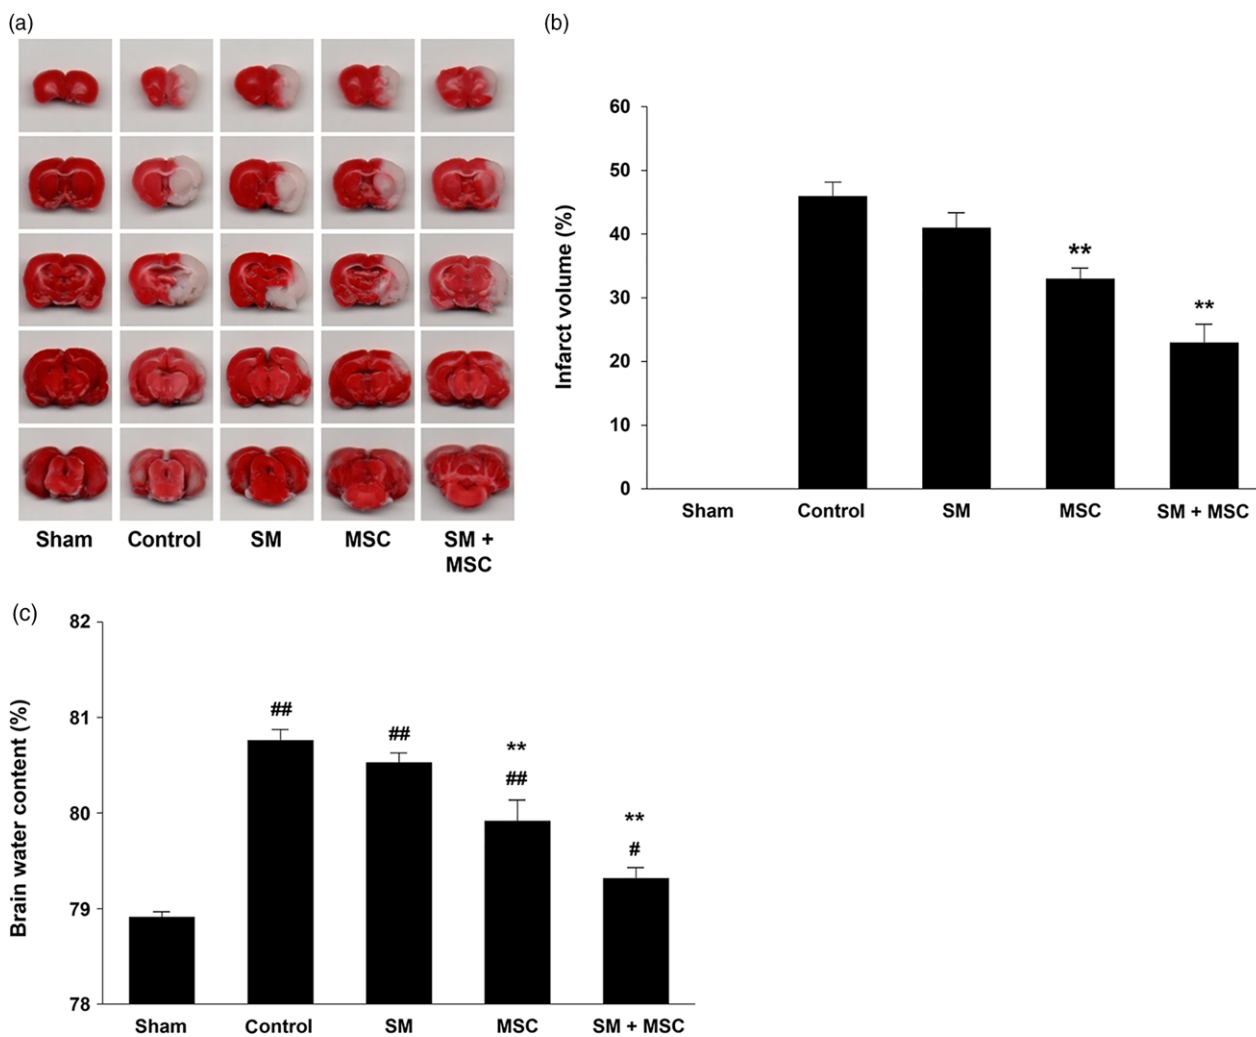 (a)
Sham Control SM MSC SM +
MSC
(b)
Infarct volume (%)
60
50
40
30
20
10
0
**
**
Sham Control SM MSC SM + MSC
(c)
Brain water content (%)
82
81
80
79
78
##
##
**
##
**
#
Sham Control SM MSC SM + MSC